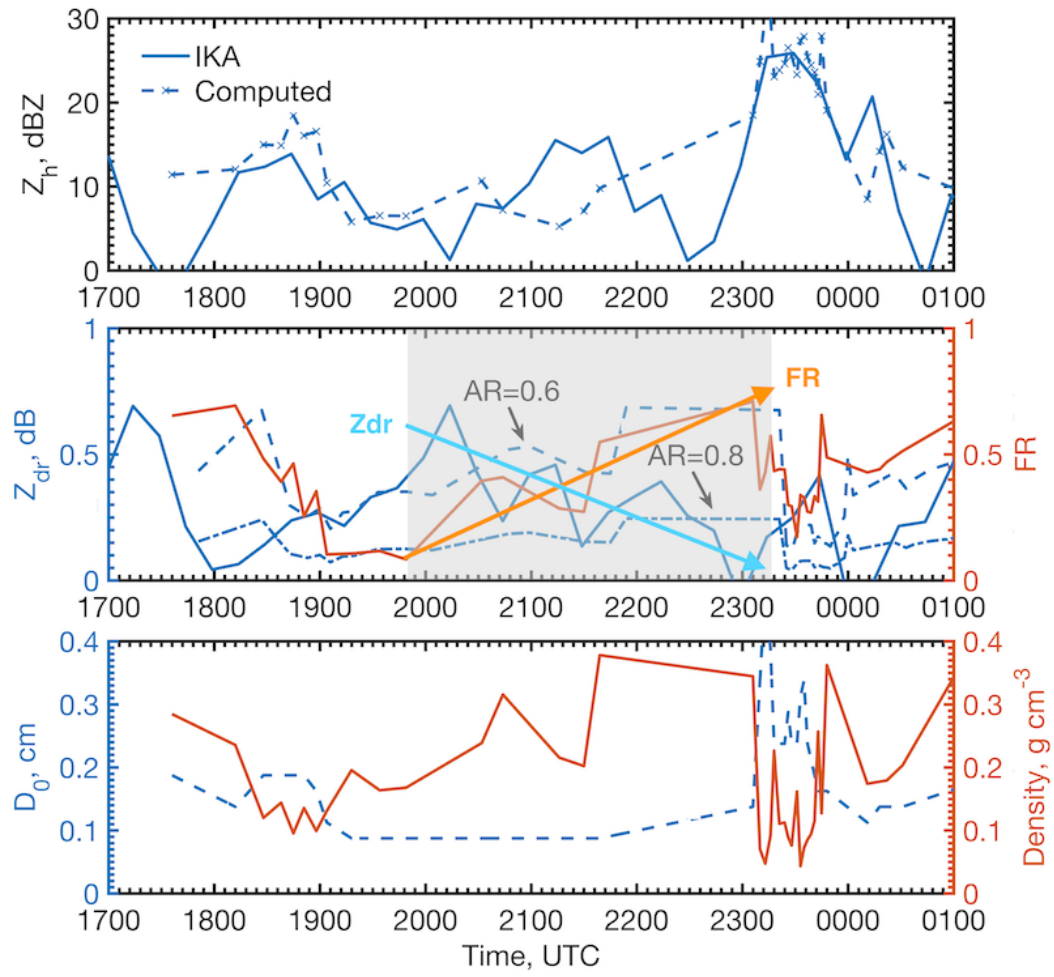 30
20
10
0
Z_h, dBZ
IKA
Computed
1700 1800 1900 2000 2100 2200 2300 0000 0100
1
0.5
0
Z_dr, dB
AR=0.6
Zdr
FR
AR=0.8
1
0.5
0
FR
1700 1800 1900 2000 2100 2200 2300 0000 0100
0.4
0.3
0.2
0.1
0
D_0, cm
0.4
0.3
0.2
0.1
0
Density, g cm^-3
1700 1800 1900 2000 2100 2200 2300 0000 0100
Time, UTC